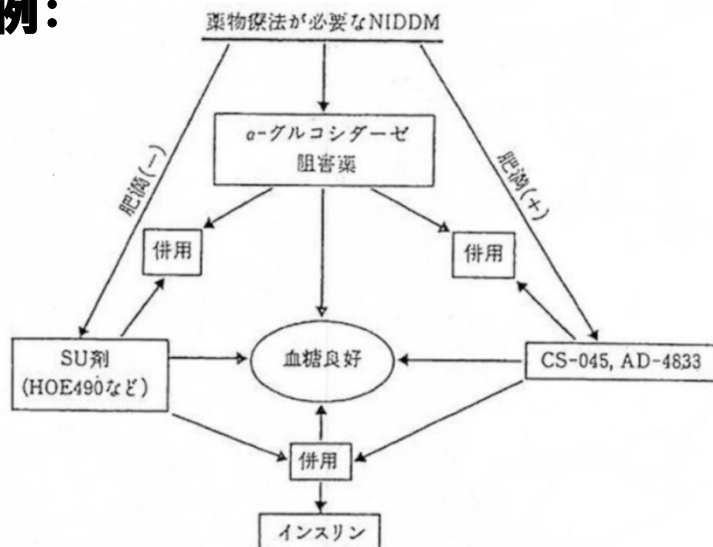 例：
薬物療法が必要なNIDDM
α-グルコシダーゼ
阻害薬
肥満(－)
肥満(＋)
併用
併用
SU剤
(HOE490など)
血糖良好
CS-045, AD-4833
併用
インスリン